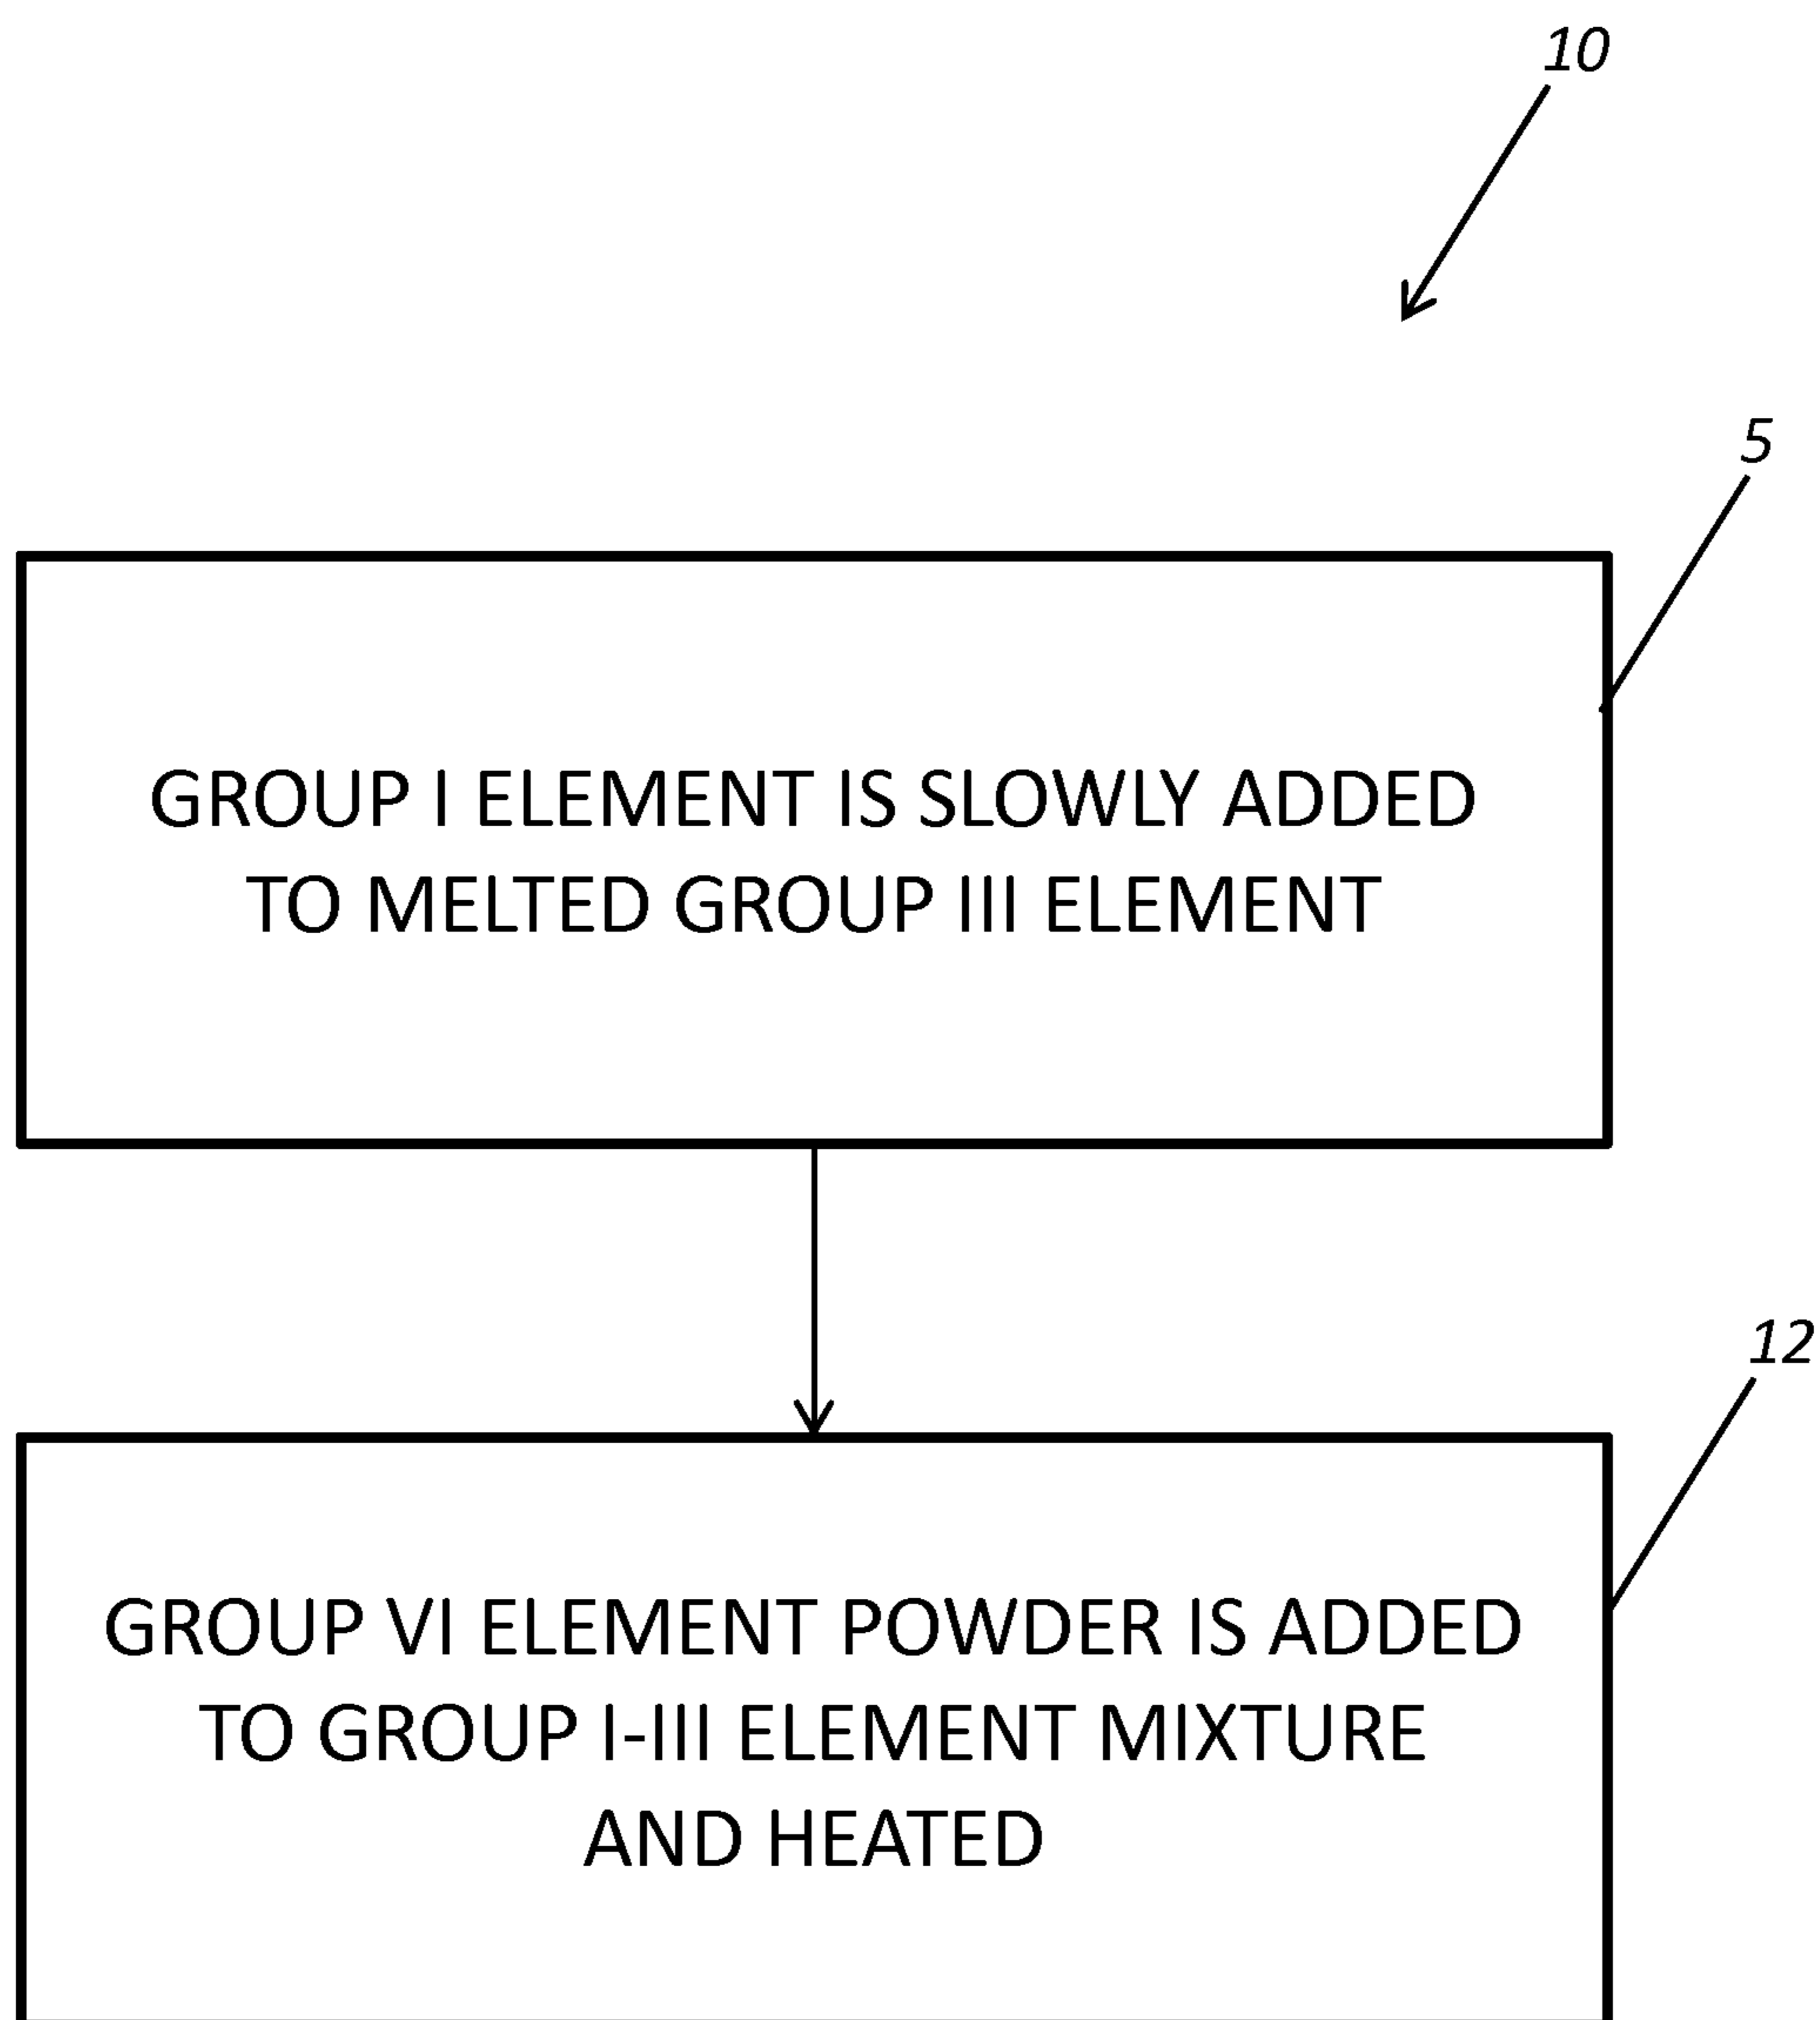 10
5
GROUP I ELEMENT IS SLOWLY ADDED
TO MELTED GROUP III ELEMENT
12
GROUP VI ELEMENT POWDER IS ADDED
TO GROUP I-III ELEMENT MIXTURE
AND HEATED